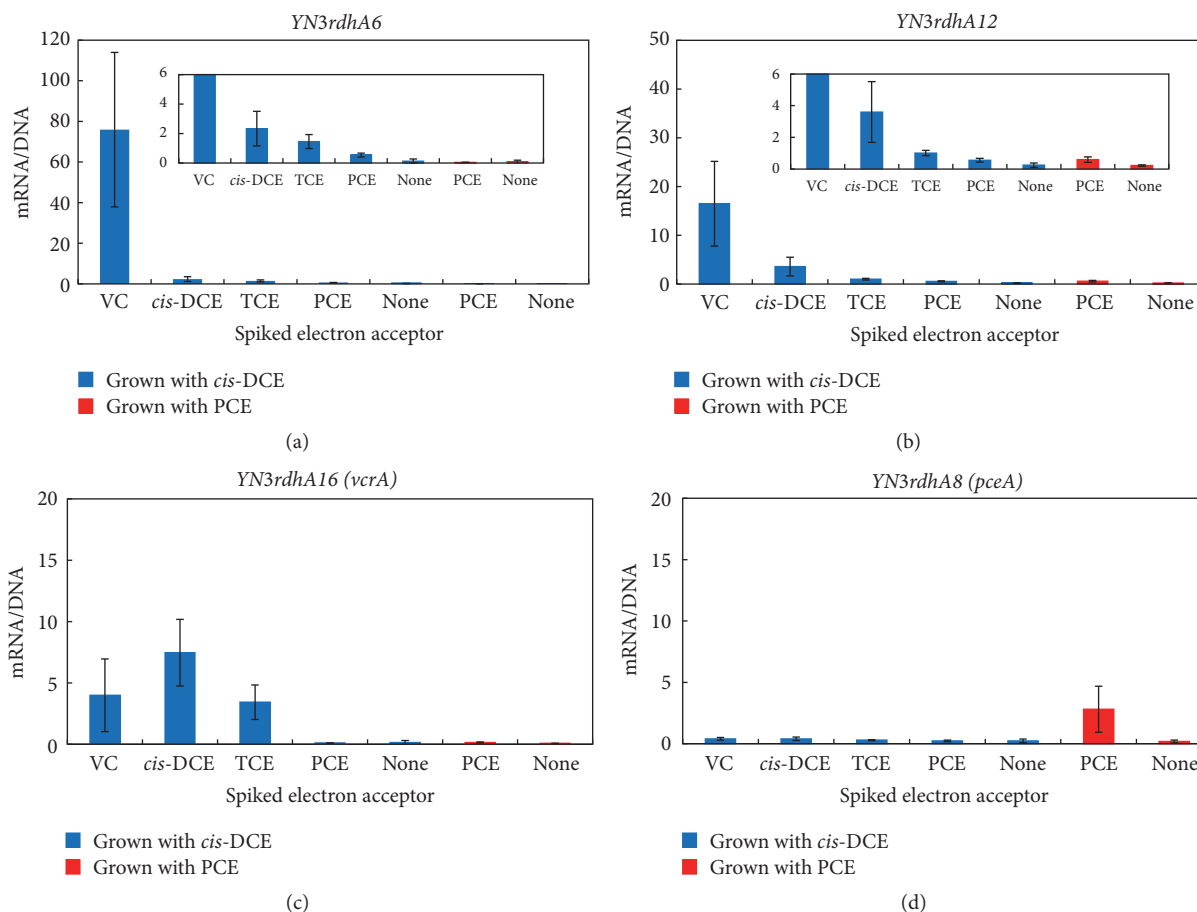 YN3rdhA6
120
100
80
60
40
20
0
mRNA/DNA
6
4
2
0
VC cis-DCE TCE PCE None PCE None
VC cis-DCE TCE PCE None PCE None
Spiked electron acceptor
Grown with cis-DCE
Grown with PCE
(a)
YN3rdhA12
50
40
30
20
10
0
mRNA/DNA
6
4
2
0
VC cis-DCE TCE PCE None PCE None
VC cis-DCE TCE PCE None PCE None
Spiked electron acceptor
Grown with cis-DCE
Grown with PCE
(b)
YN3rdhA16 (vcrA)
20
15
10
5
0
mRNA/DNA
VC cis-DCE TCE PCE None PCE None
Spiked electron acceptor
Grown with cis-DCE
Grown with PCE
(c)
YN3rdhA8 (pceA)
20
15
10
5
0
mRNA/DNA
VC cis-DCE TCE PCE None PCE None
Spiked electron acceptor
Grown with cis-DCE
Grown with PCE
(d)